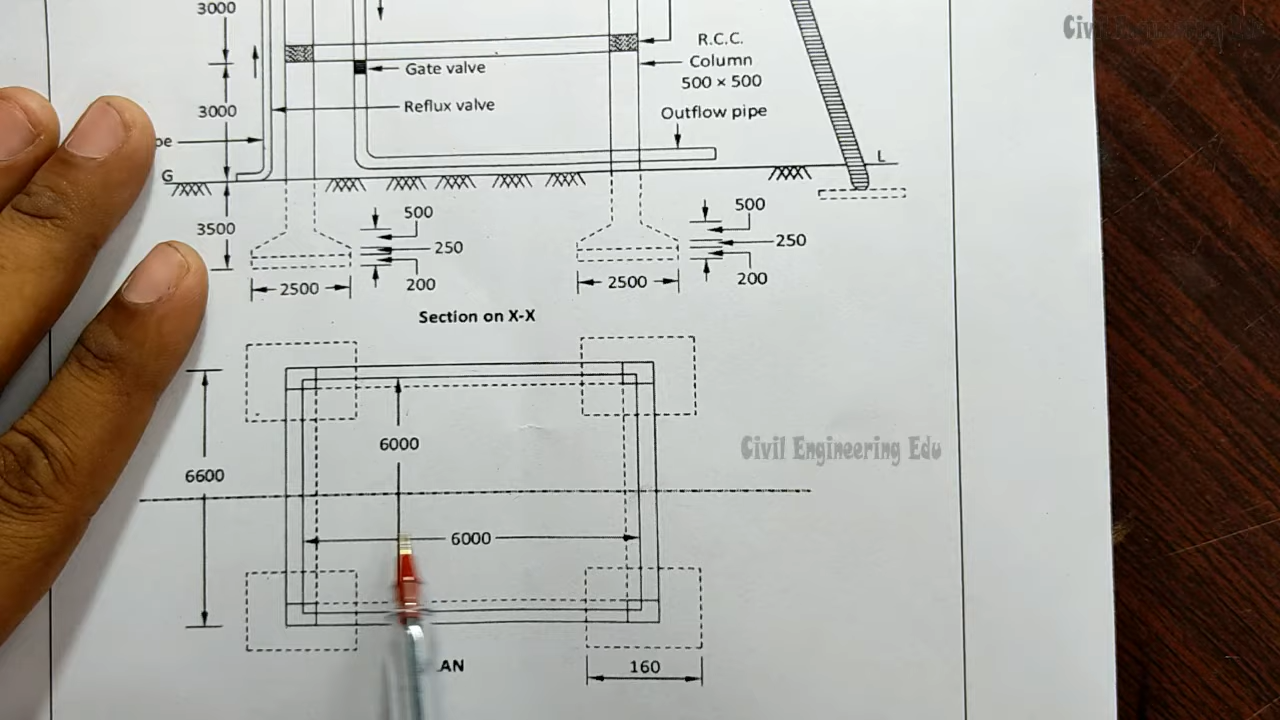 3000
R.C.C.
Column
500 × 500
Gate valve
3000
Reflux valve
Outflow pipe
pe
G
L
3500
500
250
200
2500
500
250
200
2500
Section on X-X
6600
6000
6000
Civil Engineering Edu
AN
160